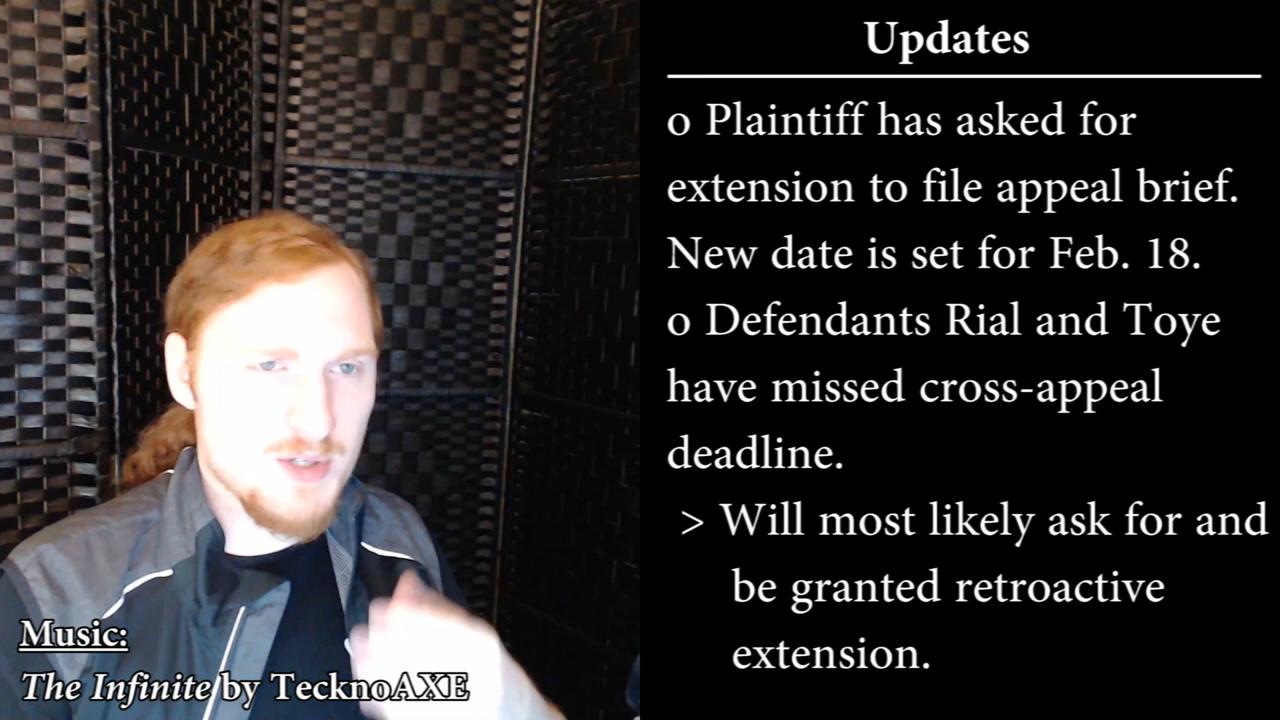 Updates
o Plaintiff has asked for
extension to file appeal brief.
New date is set for Feb. 18.
o Defendants Rial and Toye
have missed cross-appeal
deadline.
> Will most likely ask for and
be granted retroactive
extension.
Music:
The Infinite by TecknoAXE